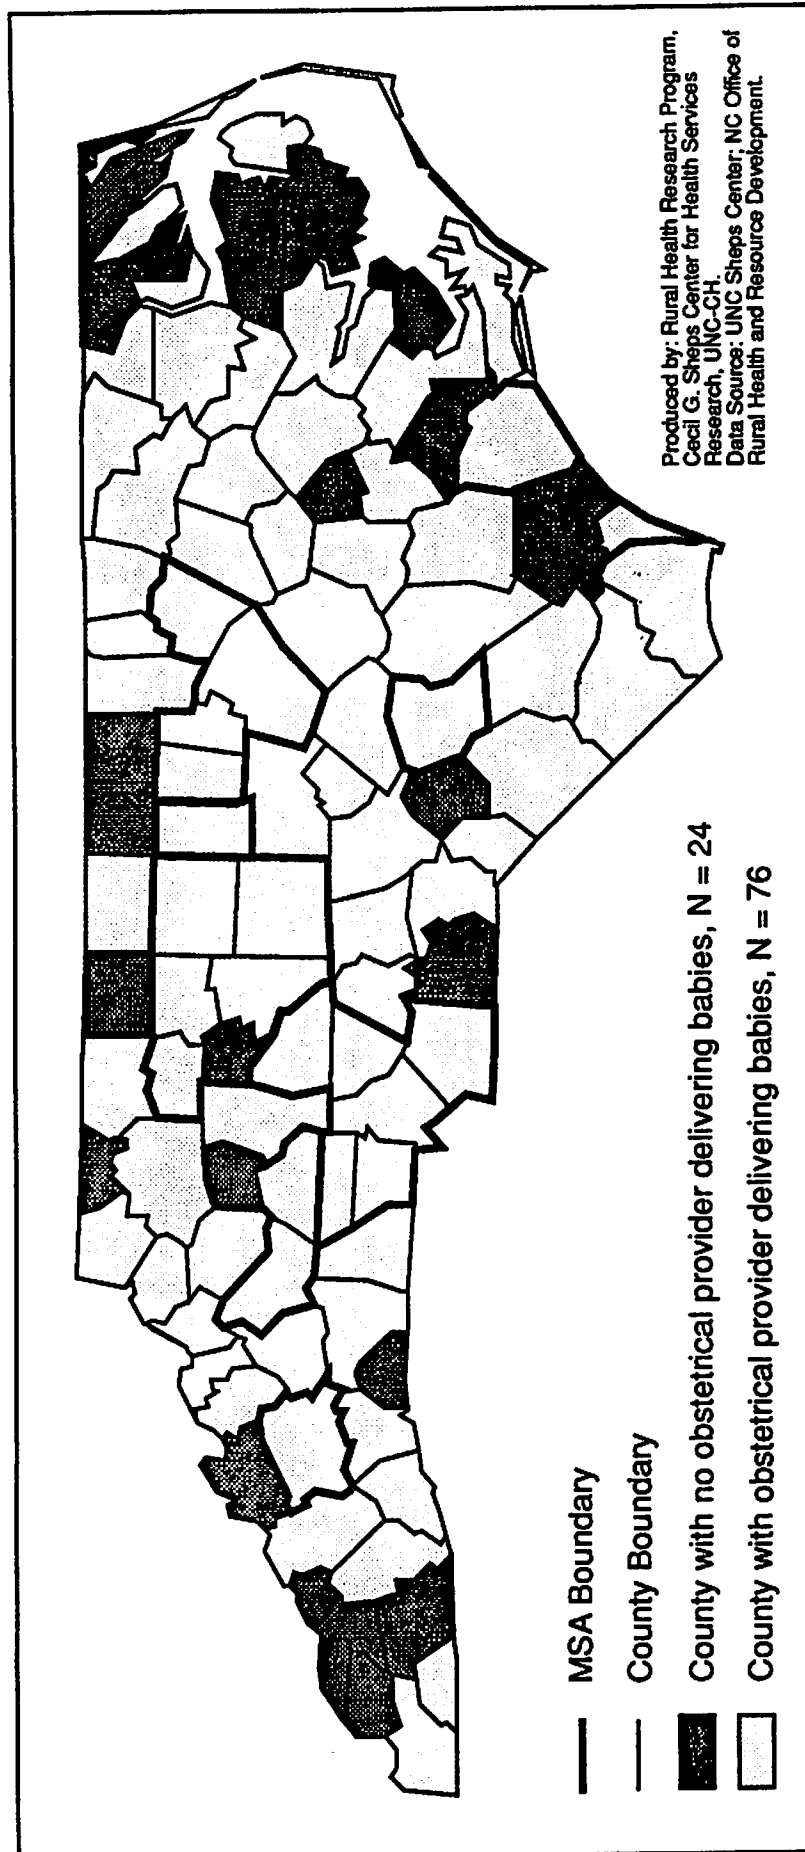 MSA Boundary
County Boundary
County with no obstetrical provider delivering babies, N = 24
County with obstetrical provider delivering babies, N = 76
Produced by: Rural Health Research Program,
Cecil G. Sheps Center for Health Services
Research, UNC-CH.
Data Source: UNC Sheps Center; NC Office of
Rural Health and Resource Development.